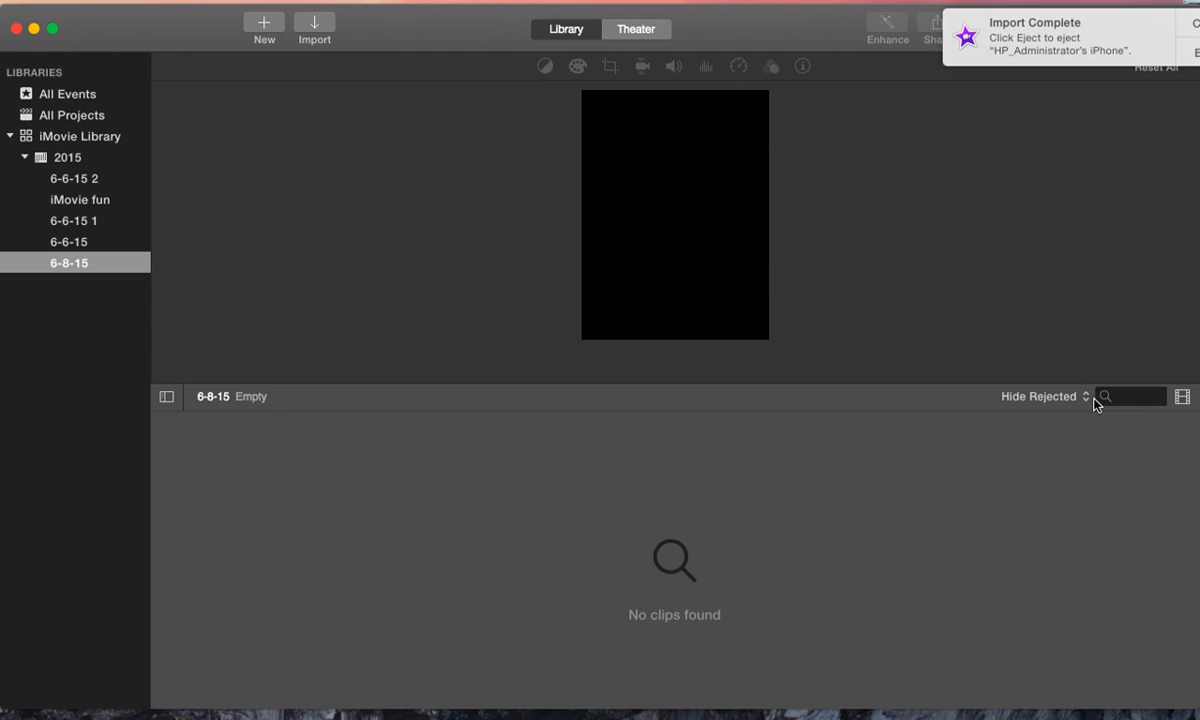 New
Import
Library
Theater
Enhance
Sha
Import Complete
Click Eject to eject
“HP_Administrator's iPhone”.
Reset All
LIBRARIES
All Events
All Projects
iMovie Library
2015
6-6-15 2
iMovie fun
6-6-15 1
6-6-15
6-8-15
6-8-15 Empty
Hide Rejected
No clips found